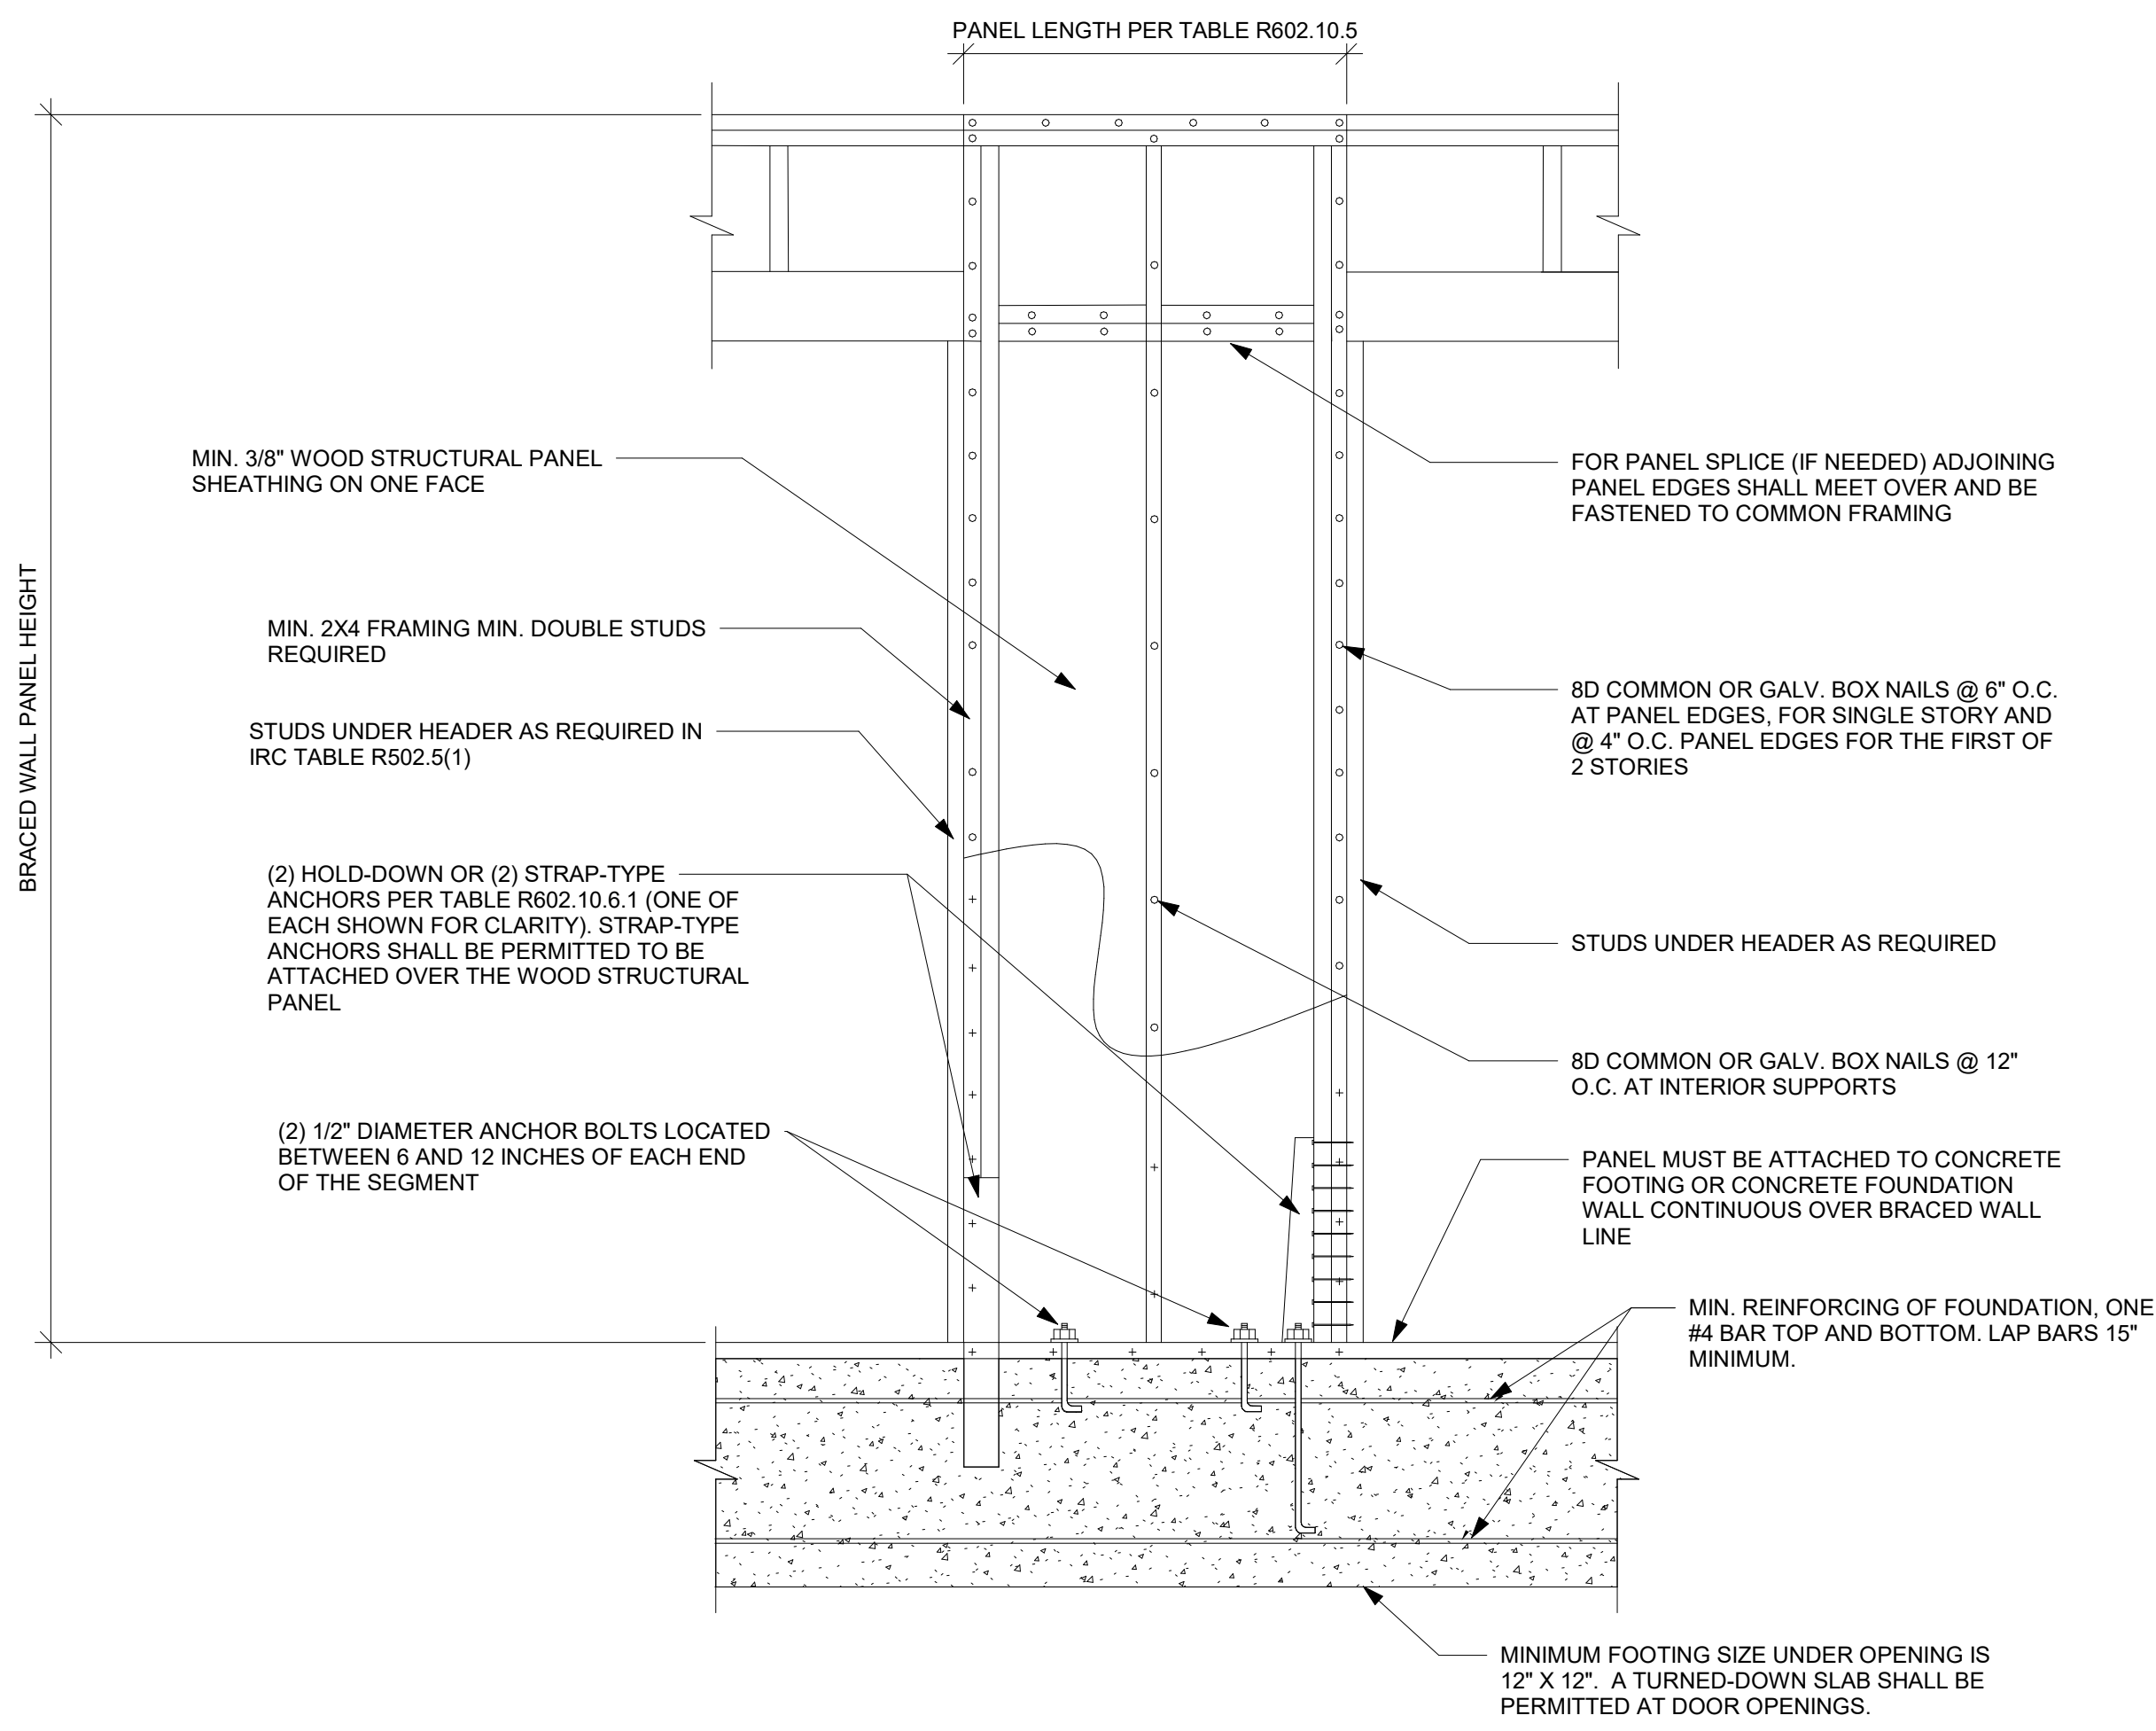 PANEL LENGTH PER TABLE R602.10.5
BRACED WALL PANEL HEIGHT
MIN. 3/8" WOOD STRUCTURAL PANEL
SHEATHING ON ONE FACE
MIN. 2X4 FRAMING MIN. DOUBLE STUDS
REQUIRED
STUDS UNDER HEADER AS REQUIRED IN
IRC TABLE R502.5(1)
(2) HOLD-DOWN OR (2) STRAP-TYPE
ANCHORS PER TABLE R602.10.6.1 (ONE OF
EACH SHOWN FOR CLARITY). STRAP-TYPE
ANCHORS SHALL BE PERMITTED TO BE
ATTACHED OVER THE WOOD STRUCTURAL
PANEL
(2) 1/2" DIAMETER ANCHOR BOLTS LOCATED
BETWEEN 6 AND 12 INCHES OF EACH END
OF THE SEGMENT
FOR PANEL SPLICE (IF NEEDED) ADJOINING
PANEL EDGES SHALL MEET OVER AND BE
FASTENED TO COMMON FRAMING
8D COMMON OR GALV. BOX NAILS @ 6" O.C.
AT PANEL EDGES, FOR SINGLE STORY AND
@ 4" O.C. PANEL EDGES FOR THE FIRST OF
2 STORIES
STUDS UNDER HEADER AS REQUIRED
8D COMMON OR GALV. BOX NAILS @ 12"
O.C. AT INTERIOR SUPPORTS
PANEL MUST BE ATTACHED TO CONCRETE
FOOTING OR CONCRETE FOUNDATION
WALL CONTINUOUS OVER BRACED WALL
LINE
MIN. REINFORCING OF FOUNDATION, ONE
#4 BAR TOP AND BOTTOM. LAP BARS 15"
MINIMUM.
MINIMUM FOOTING SIZE UNDER OPENING IS
12" X 12". A TURNED-DOWN SLAB SHALL BE
PERMITTED AT DOOR OPENINGS.